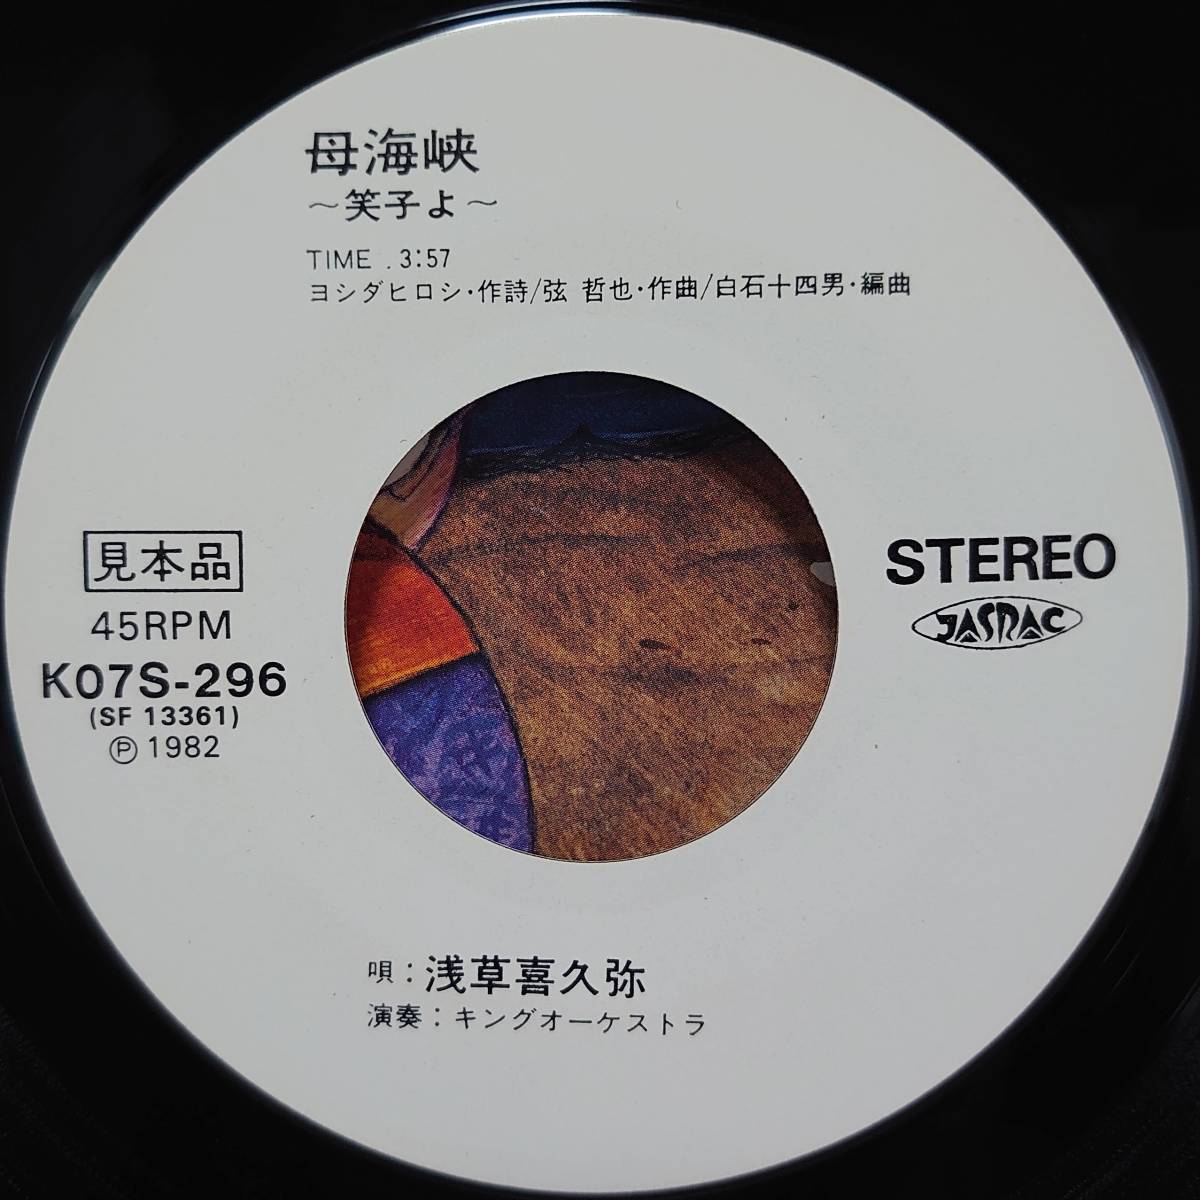 母海峡
～笑子よ～
TIME . 3:57
ヨシダヒロシ・作詩/弦 哲也・作曲/白石十四男・編曲
見本品
45RPM
K07S-296
(SF 13361)
Ⓟ 1982
STEREO
JASRAC
唄：浅草喜久弥
演奏：キングオーケストラ